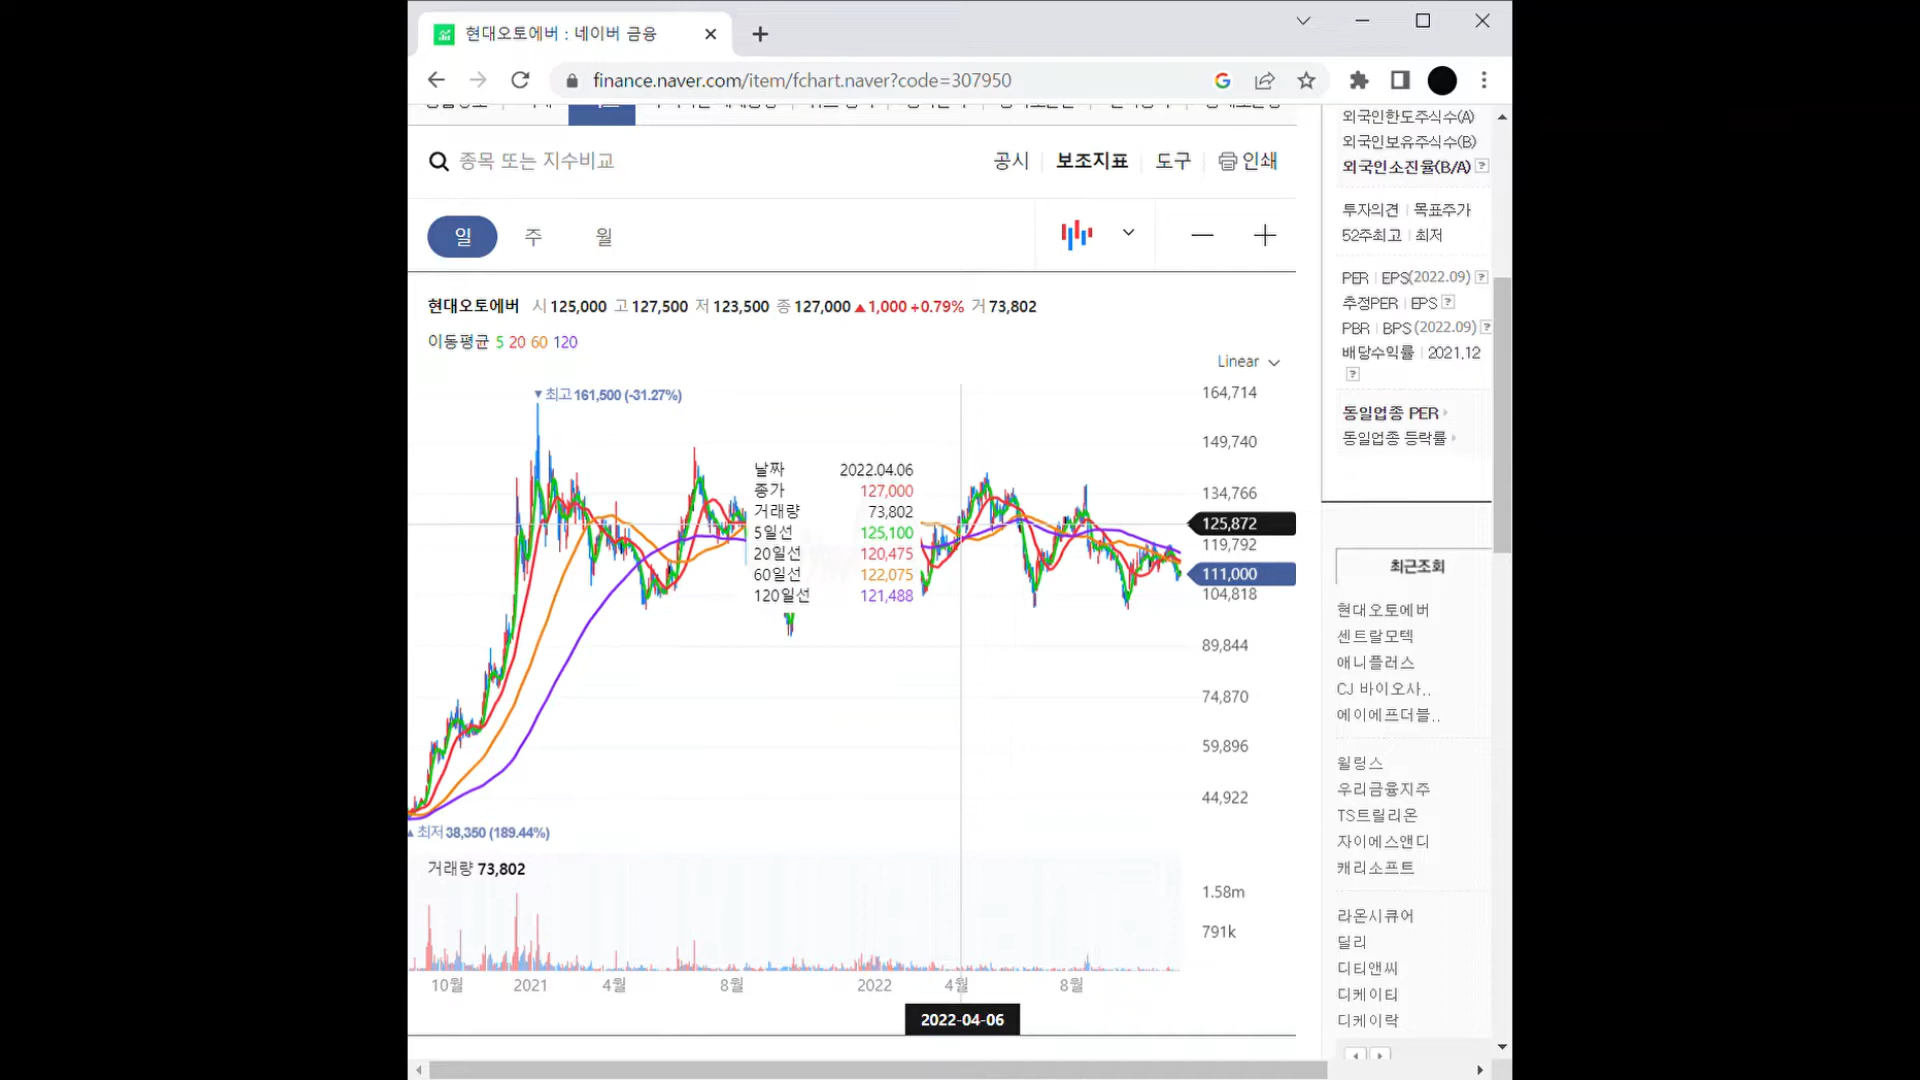 현대오토에버 : 네이버 금융
finance.naver.com/item/fchart.naver?code=307950
종목 또는 지수비교
공시 보조지표 도구 인쇄
일 주 월
현대오토에버 시 125,000 고 127,500 저 123,500 종 127,000 ▲1,000 +0.79% 거 73,802
이동평균 5 20 60 120
Linear
▼최고 161,500 (-31.27%)
날짜 2022.04.06
종가 127,000
거래량 73,802
5일선 125,100
20일선 120,475
60일선 122,075
120일선 121,488
164,714
149,740
134,766
125,872
119,792
111,000
104,818
89,844
74,870
59,896
44,922
▲최저 38,350 (189.44%)
거래량 73,802
1.58m
791k
10월 2021 4월 8월 2022 4월 8월
2022-04-06
외국인한도주식수(A)
외국인보유주식수(B)
외국인소진율(B/A) ?
투자의견 | 목표주가
52주최고 | 최저
PER | EPS(2022.09) ?
추정PER | EPS ?
PBR | BPS (2022.09) ?
배당수익률 | 2021.12
?
동일업종 PER
동일업종 등락률
최근조회
현대오토에버
센트랄모텍
애니플러스
CJ 바이오사..
에이에프더블..
윌링스
우리금융지주
TS트릴리온
자이에스앤디
캐리소프트
라온시큐어
딜리
디티앤씨
디케이티
디케이락